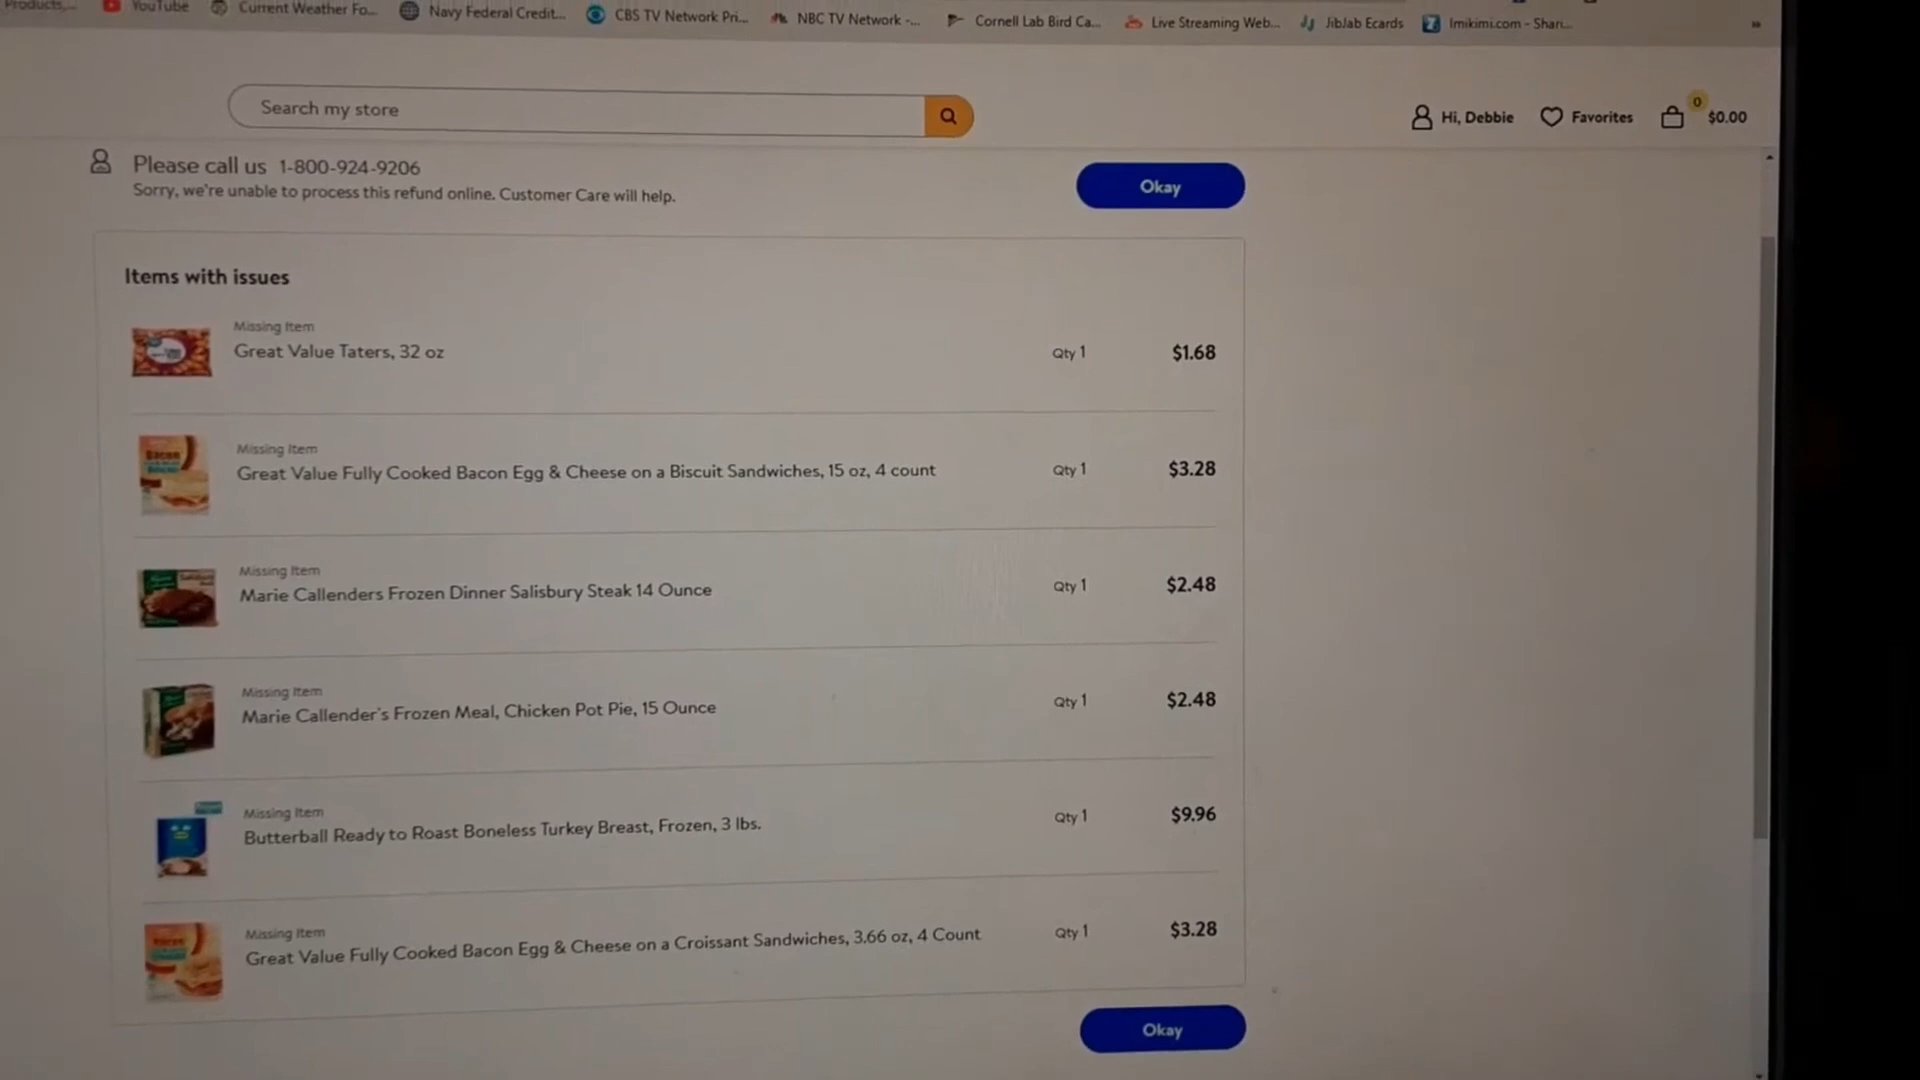 Products,...
YouTube
Current Weather Fo...
Navy Federal Credit...
CBS TV Network Pri...
NBC TV Network -...
Cornell Lab Bird Ca...
Live Streaming Web...
JibJab Ecards
Imikimi.com - Shari...
»
Search my store
Hi, Debbie
Favorites
0
$0.00
Please call us 1-800-924-9206
Sorry, we're unable to process this refund online. Customer Care will help.
Okay
Items with issues
Missing Item
Great Value Taters, 32 oz
Qty 1
$1.68
Missing Item
Great Value Fully Cooked Bacon Egg & Cheese on a Biscuit Sandwiches, 15 oz, 4 count
Qty 1
$3.28
Missing Item
Marie Callenders Frozen Dinner Salisbury Steak 14 Ounce
Qty 1
$2.48
Missing Item
Marie Callender's Frozen Meal, Chicken Pot Pie, 15 Ounce
Qty 1
$2.48
Missing Item
Butterball Ready to Roast Boneless Turkey Breast, Frozen, 3 lbs.
Qty 1
$9.96
Missing Item
Great Value Fully Cooked Bacon Egg & Cheese on a Croissant Sandwiches, 3.66 oz, 4 Count
Qty 1
$3.28
Okay